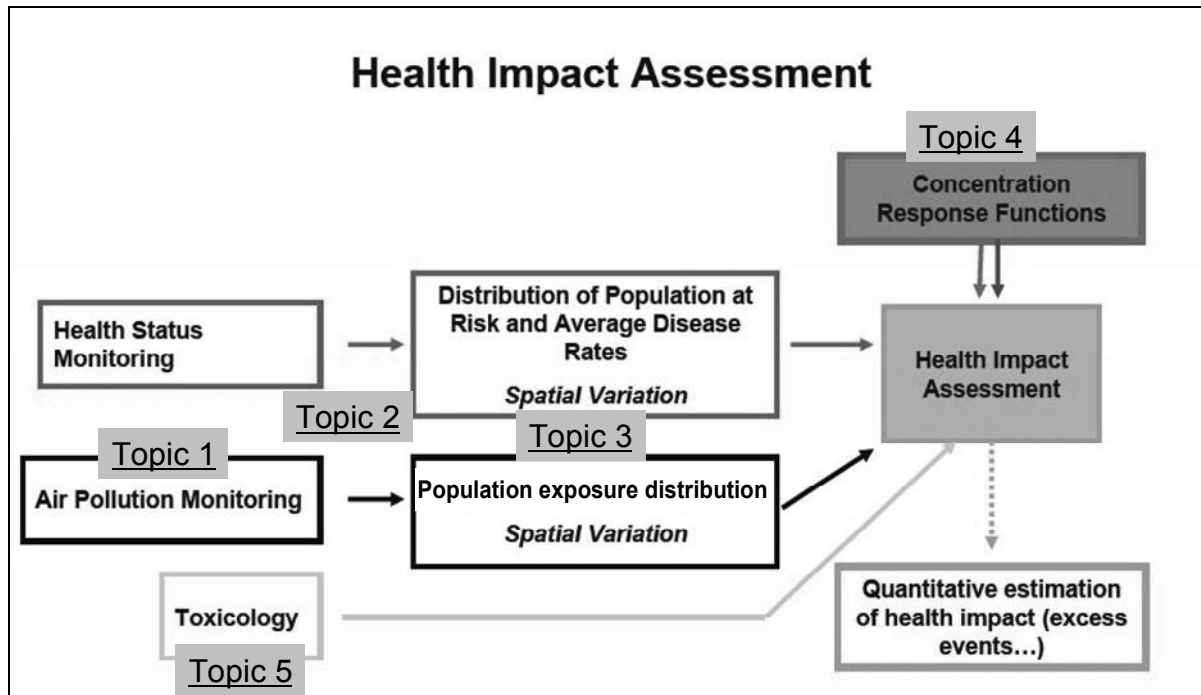 Health Impact Assessment
Topic 4
Concentration
Response Functions
Health Status
Monitoring
Distribution of Population at
Risk and Average Disease
Rates
Spatial Variation
Health Impact
Assessment
Topic 2
Topic 1
Air Pollution Monitoring
Topic 3
Population exposure distribution
Spatial Variation
Toxicology
Topic 5
Quantitative estimation
of health impact (excess
events...)